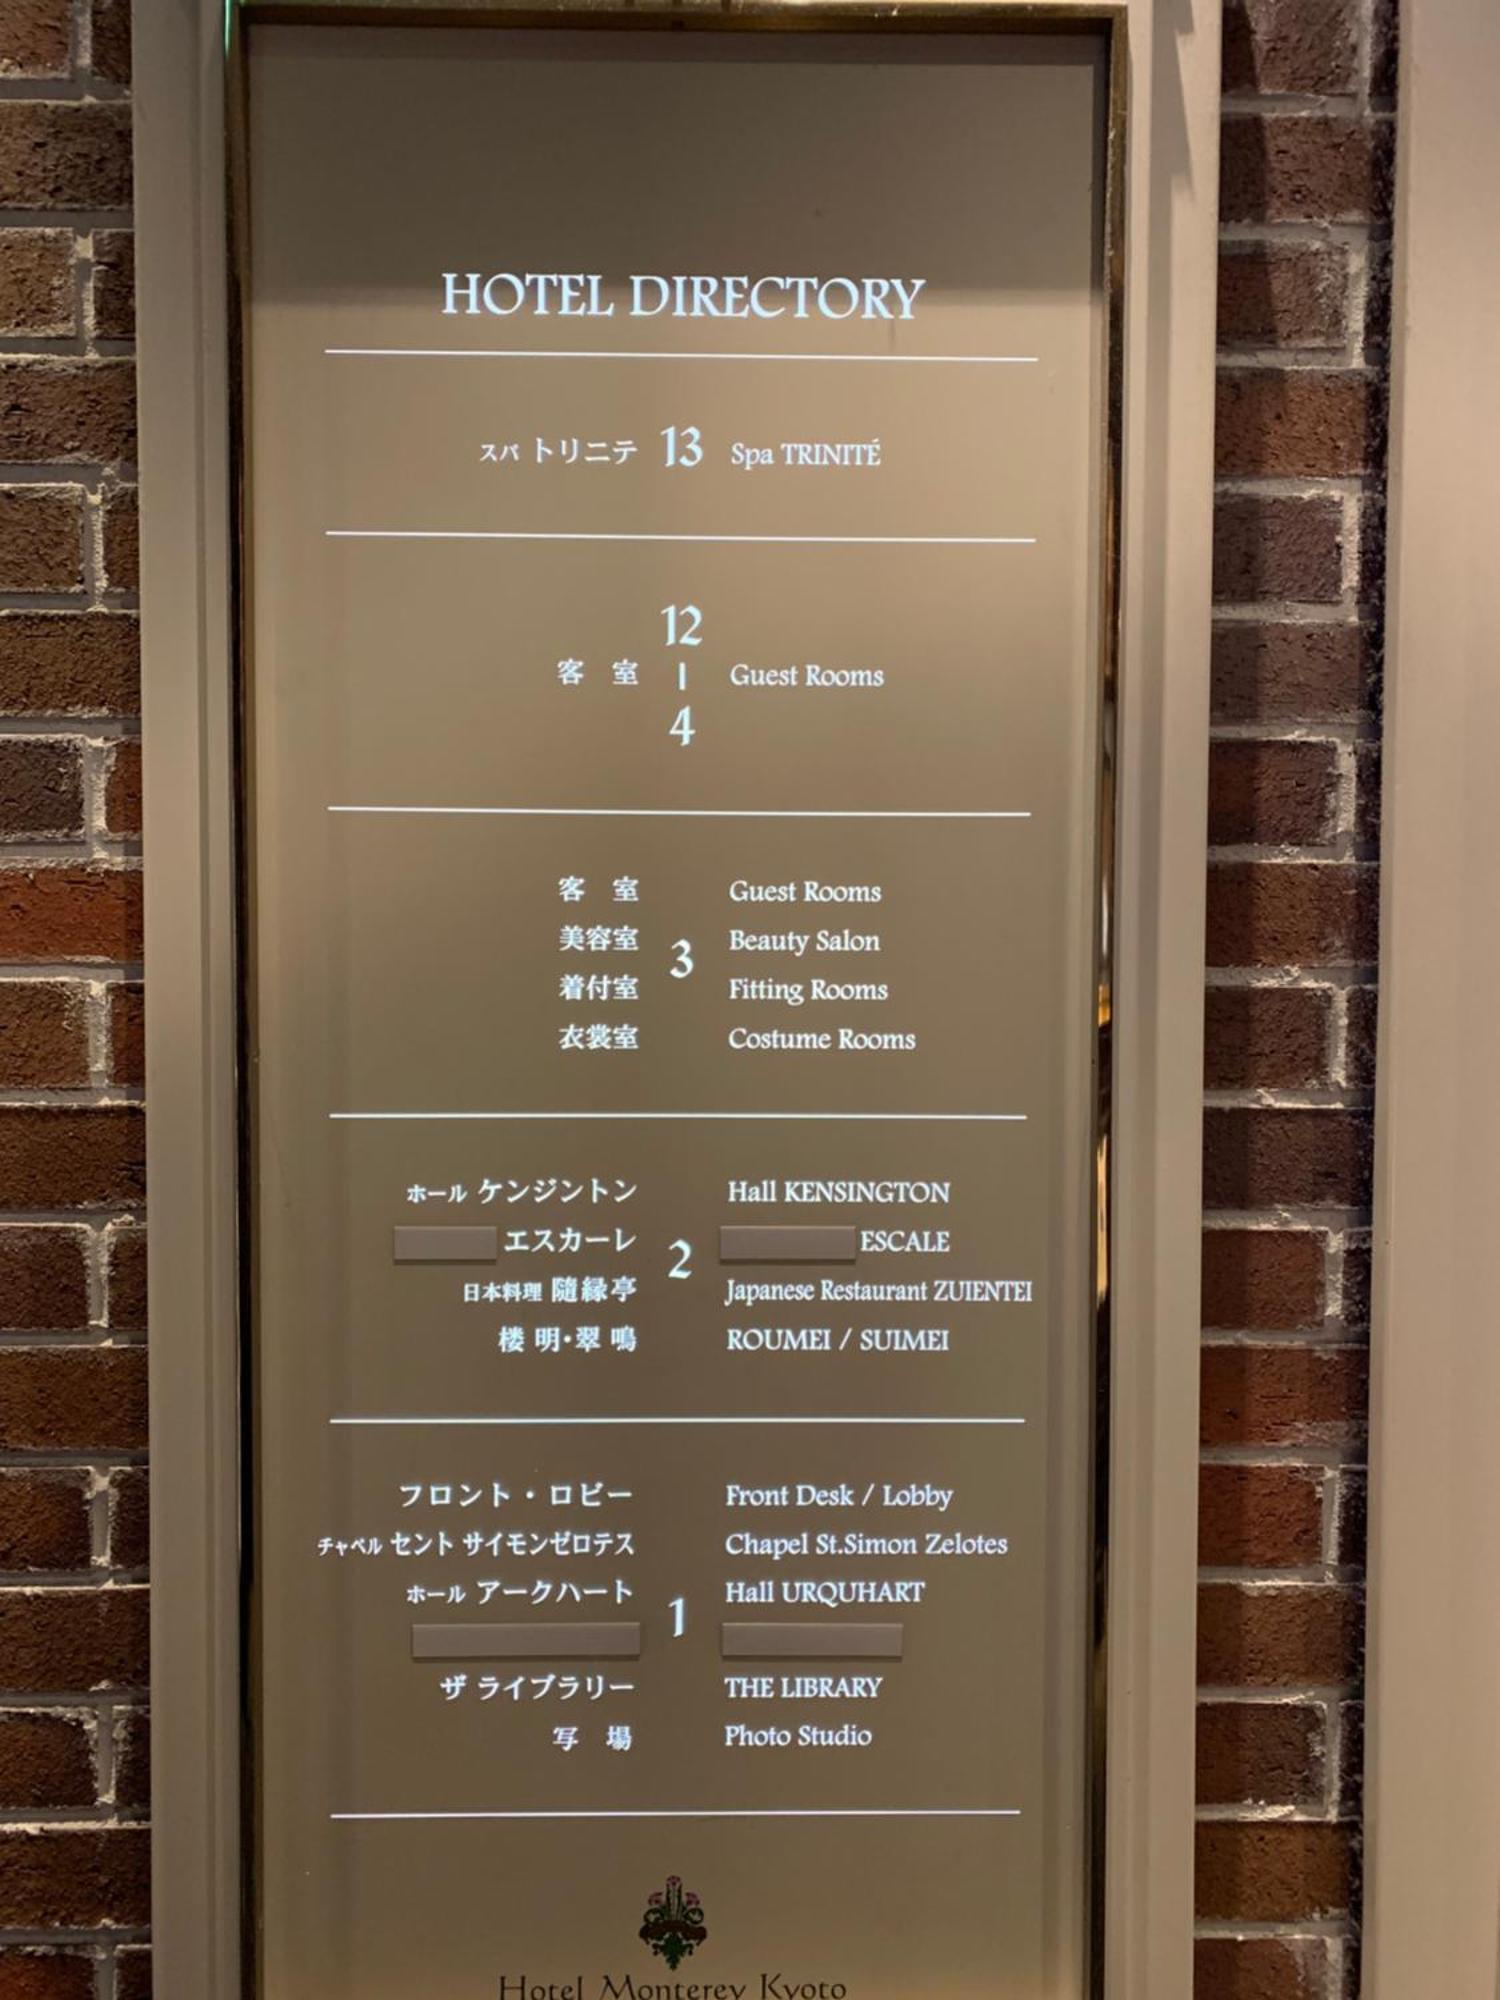 HOTEL DIRECTORY
スパ トリニテ 13 Spa TRINITÉ
12
客 室 | Guest Rooms
4
客 室 Guest Rooms
美容室 Beauty Salon
3
着付室 Fitting Rooms
衣裳室 Costume Rooms
ホール ケンジントン Hall KENSINGTON
エスカーレ 2 ESCALE
日本料理 隨縁亭 Japanese Restaurant ZUIENTEI
楼 明・翠 鳴 ROUMEI / SUIMEI
フロント・ロビー Front Desk / Lobby
チャペル セント サイモンゼロテス Chapel St.Simon Zelotes
ホール アークハート Hall URQUHART
1
ザ ライブラリー THE LIBRARY
写 場 Photo Studio
Hotel Monterey Kyoto